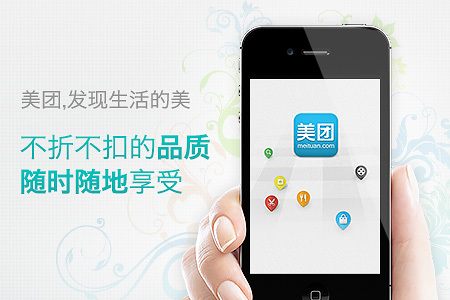 美团,发现生活的美
不折不扣的品质
随时随地享受
美团
meituan.com